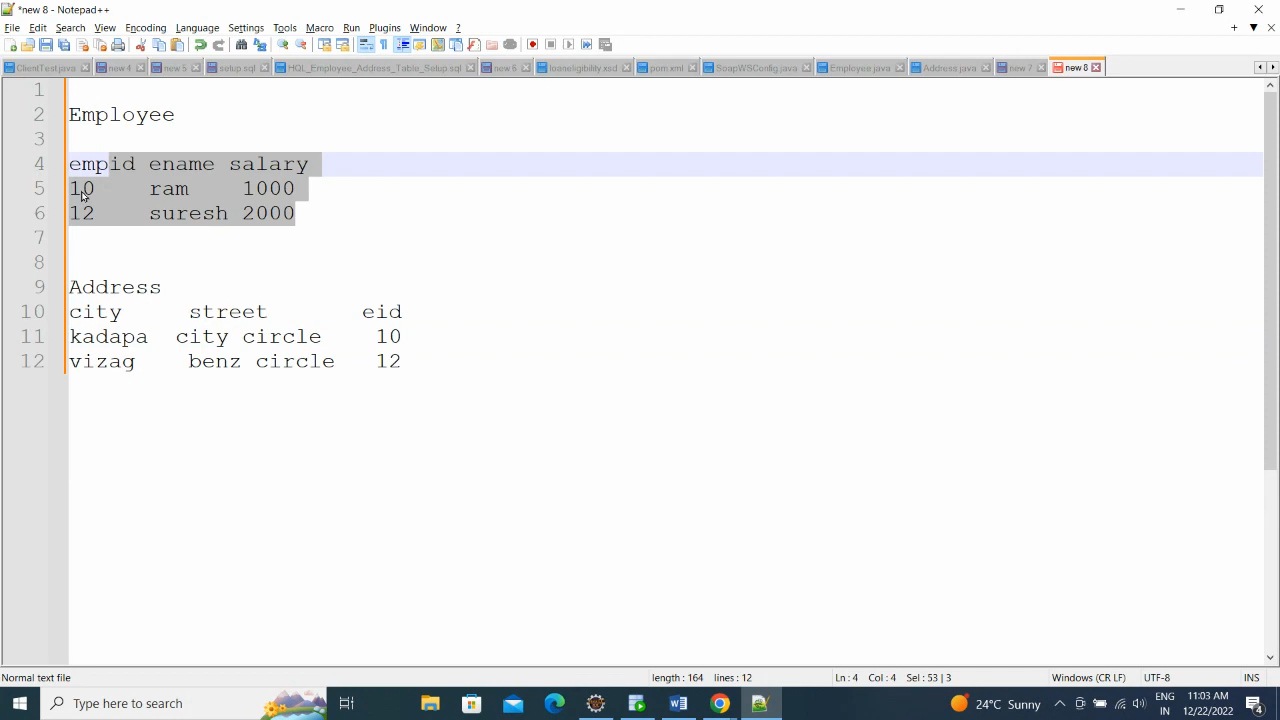 *new 8 - Notepad++
File Edit Search View Encoding Language Settings Tools Macro Run Plugins Window ?
ClientTest.java new 4 new 5 setup.sql HQL_Employee_Address_Table_Setup.sql new 6 loaneligibility.xsd pom.xml SoapWSConfig.java Employee.java Address.java new 7 new 8
1
2 Employee
3
4 empid ename salary
5 10 ram 1000
6 12 suresh 2000
7
8
9 Address
10 city street eid
11 kadapa city circle 10
12 vizag benz circle 12
Normal text file length : 164 lines : 12 Ln : 4 Col : 4 Sel : 53 | 3 Windows (CR LF) UTF-8 INS
Type here to search 24°C Sunny ENG IN 11:03 AM 12/22/2022 4